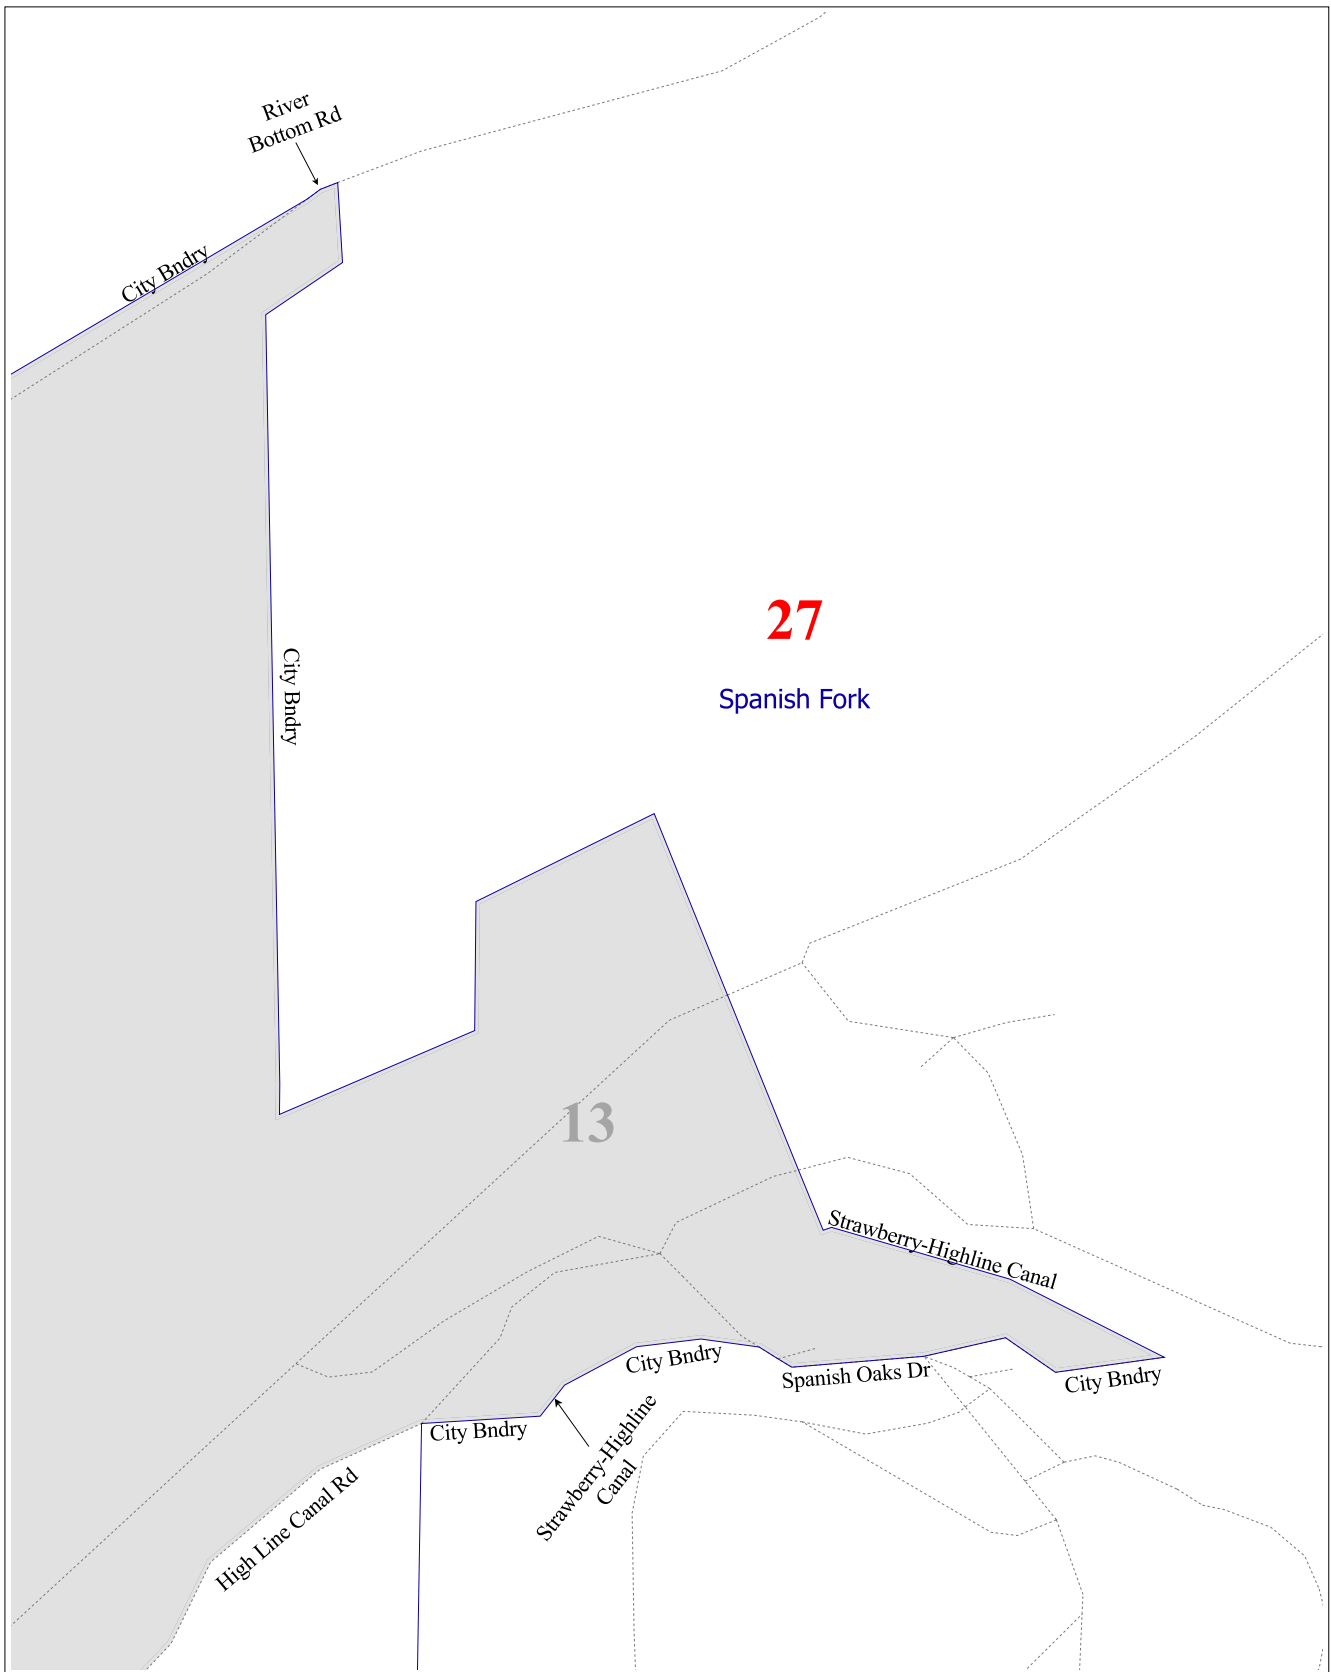 River
Bottom Rd
City Bndry
27
City Bndry
Spanish Fork
13
Strawberry-Highline Canal
City Bndry
Spanish Oaks Dr
City Bndry
City Bndry
Strawberry-Highline
Canal
High Line Canal Rd